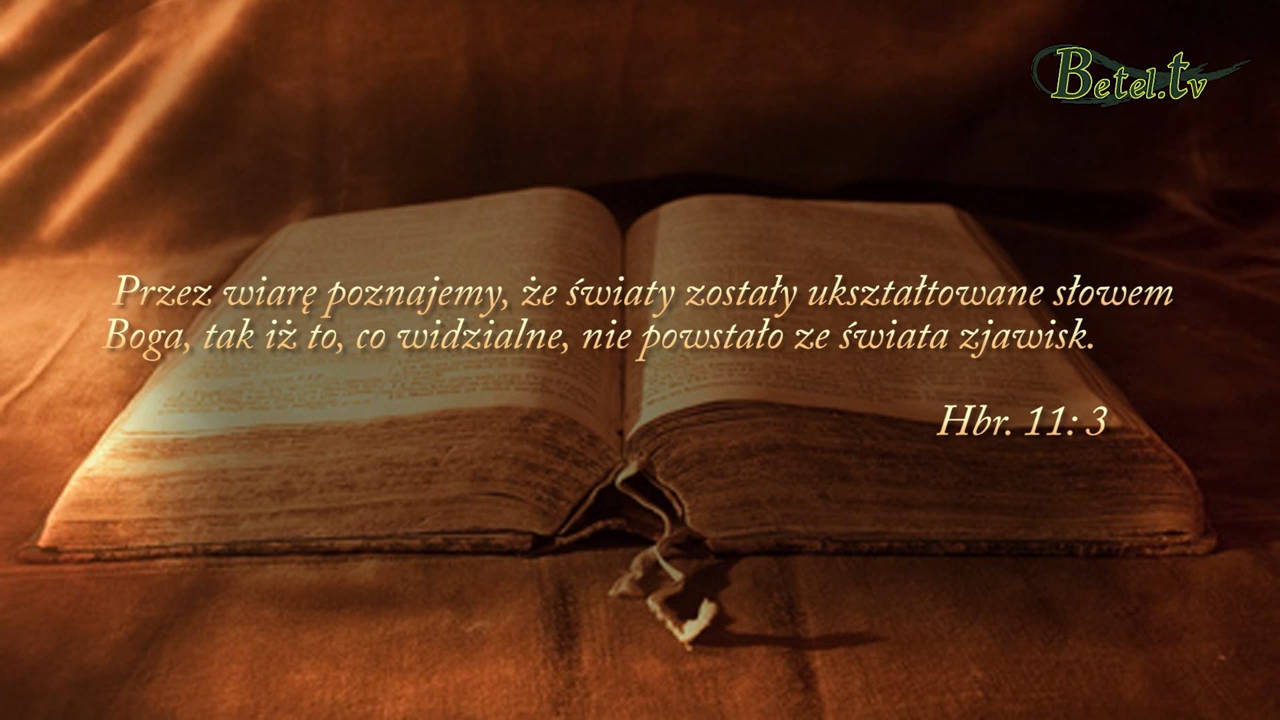 Betel.tv
Przez wiarę poznajemy, że światy zostały ukształtowane słowem
Boga, tak iż to, co widzialne, nie powstało ze świata zjawisk.
Hbr. 11: 3